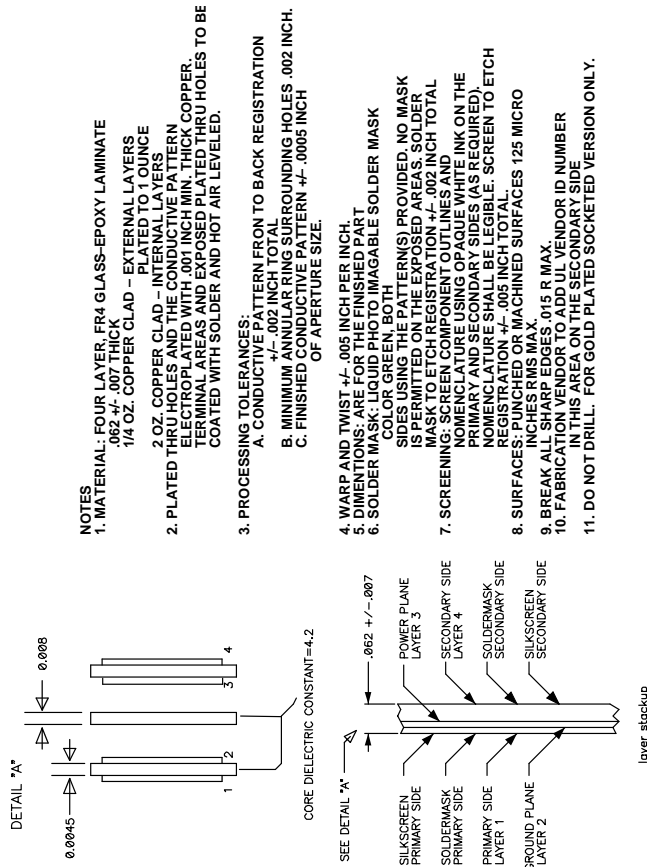 NOTES
1. MATERIAL: FOUR LAYER, FR4 GLASS-EPOXY LAMINATE
.062 +/- .007 THICK
1/4 OZ. COPPER CLAD – EXTERNAL LAYERS
PLATED TO 1 OUNCE
2 OZ. COPPER CLAD – INTERNAL LAYERS
2. PLATED THRU HOLES AND THE CONDUCTIVE PATTERN
ELECTROPLATED WITH .001 INCH MIN. THICK COPPER.
TERMINAL AREAS AND EXPOSED PLATED THRU HOLES TO BE
COATED WITH SOLDER AND HOT AIR LEVELED.
3. PROCESSING TOLERANCES:
A. CONDUCTIVE PATTERN FRON TO BACK REGISTRATION
+/- .002 INCH TOTAL
B. MINIMUM ANNULAR RING SURROUNDING HOLES .002 INCH.
C. FINISHED CONDUCTIVE PATTERN +/- .0005 INCH
OF APERTURE SIZE.
4. WARP AND TWIST +/- .005 INCH PER INCH.
5. DIMENTIONS: ARE FOR THE FINISHED PART
6. SOLDER MASK: LIQUID PHOTO IMAGABLE SOLDER MASK
COLOR GREEN, BOTH
SIDES USING THE PATTERN(S) PROVIDED. NO MASK
IS PERMITTED ON THE EXPOSED AREAS. SOLDER
MASK TO ETCH REGISTRATION +/- .002 INCH TOTAL
7. SCREENING: SCREEN COMPONENT OUTLINES AND
NOMENCLATURE USING OPAQUE WHITE INK ON THE
PRIMARY AND SECONDARY SIDES (AS REQUIRED).
NOMENCLATURE SHALL BE LEGIBLE. SCREEN TO ETCH
REGISTRATION +/- .005 INCH TOTAL.
8. SURFACES: PUNCHED OR MACHINED SURFACES 125 MICRO
INCHES RMS MAX.
9. BREAK ALL SHARP EDGES .015 R MAX.
10. FABRICATION VENDOR TO ADD UL VENDOR ID NUMBER
IN THIS AREA ON THE SECONDARY SIDE
11. DO NOT DRILL. FOR GOLD PLATED SOCKETED VERSION ONLY.
DETAIL "A"
0.0045
0.008
1
2
3
4
CORE DIELECTRIC CONSTANT=4.2
SEE DETAIL "A"
.062 +/-.007
SILKSCREEN
PRIMARY SIDE
SOLDERMASK
PRIMARY SIDE
PRIMARY SIDE
LAYER 1
GROUND PLANE
LAYER 2
POWER PLANE
LAYER 3
SECONDARY SIDE
LAYER 4
SOLDERMASK
SECONDARY SIDE
SILKSCREEN
SECONDARY SIDE
layer stackup